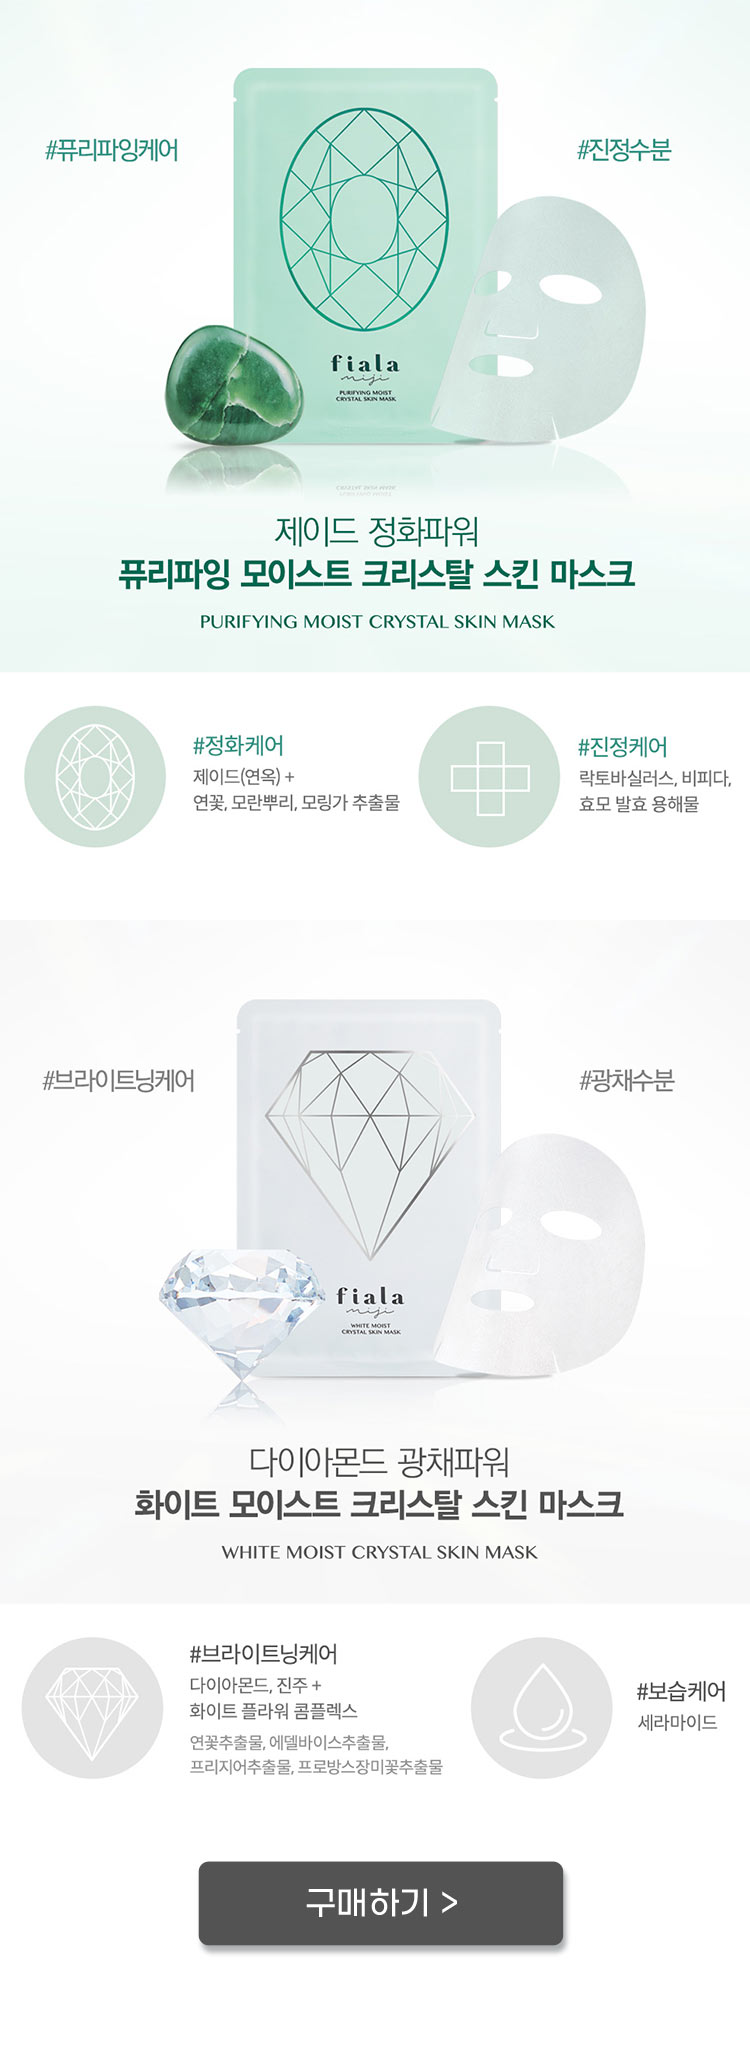 #퓨리파잉케어
#진정수분
fiala
miji
PURIFYING MOIST
CRYSTAL SKIN MASK
제이드 정화파워
퓨리파잉 모이스트 크리스탈 스킨 마스크
PURIFYING MOIST CRYSTAL SKIN MASK
#정화케어
제이드(연옥) +
연꽃, 모란뿌리, 모링가 추출물
#진정케어
락토바실러스, 비피다,
효모 발효 용해물
#브라이트닝케어
#광채수분
fiala
miji
WHITE MOIST
CRYSTAL SKIN MASK
다이아몬드 광채파워
화이트 모이스트 크리스탈 스킨 마스크
WHITE MOIST CRYSTAL SKIN MASK
#브라이트닝케어
다이아몬드, 진주 +
화이트 플라워 콤플렉스
연꽃추출물, 에델바이스추출물,
프리지어추출물, 프로방스장미꽃추출물
#보습케어
세라마이드
구매하기 >